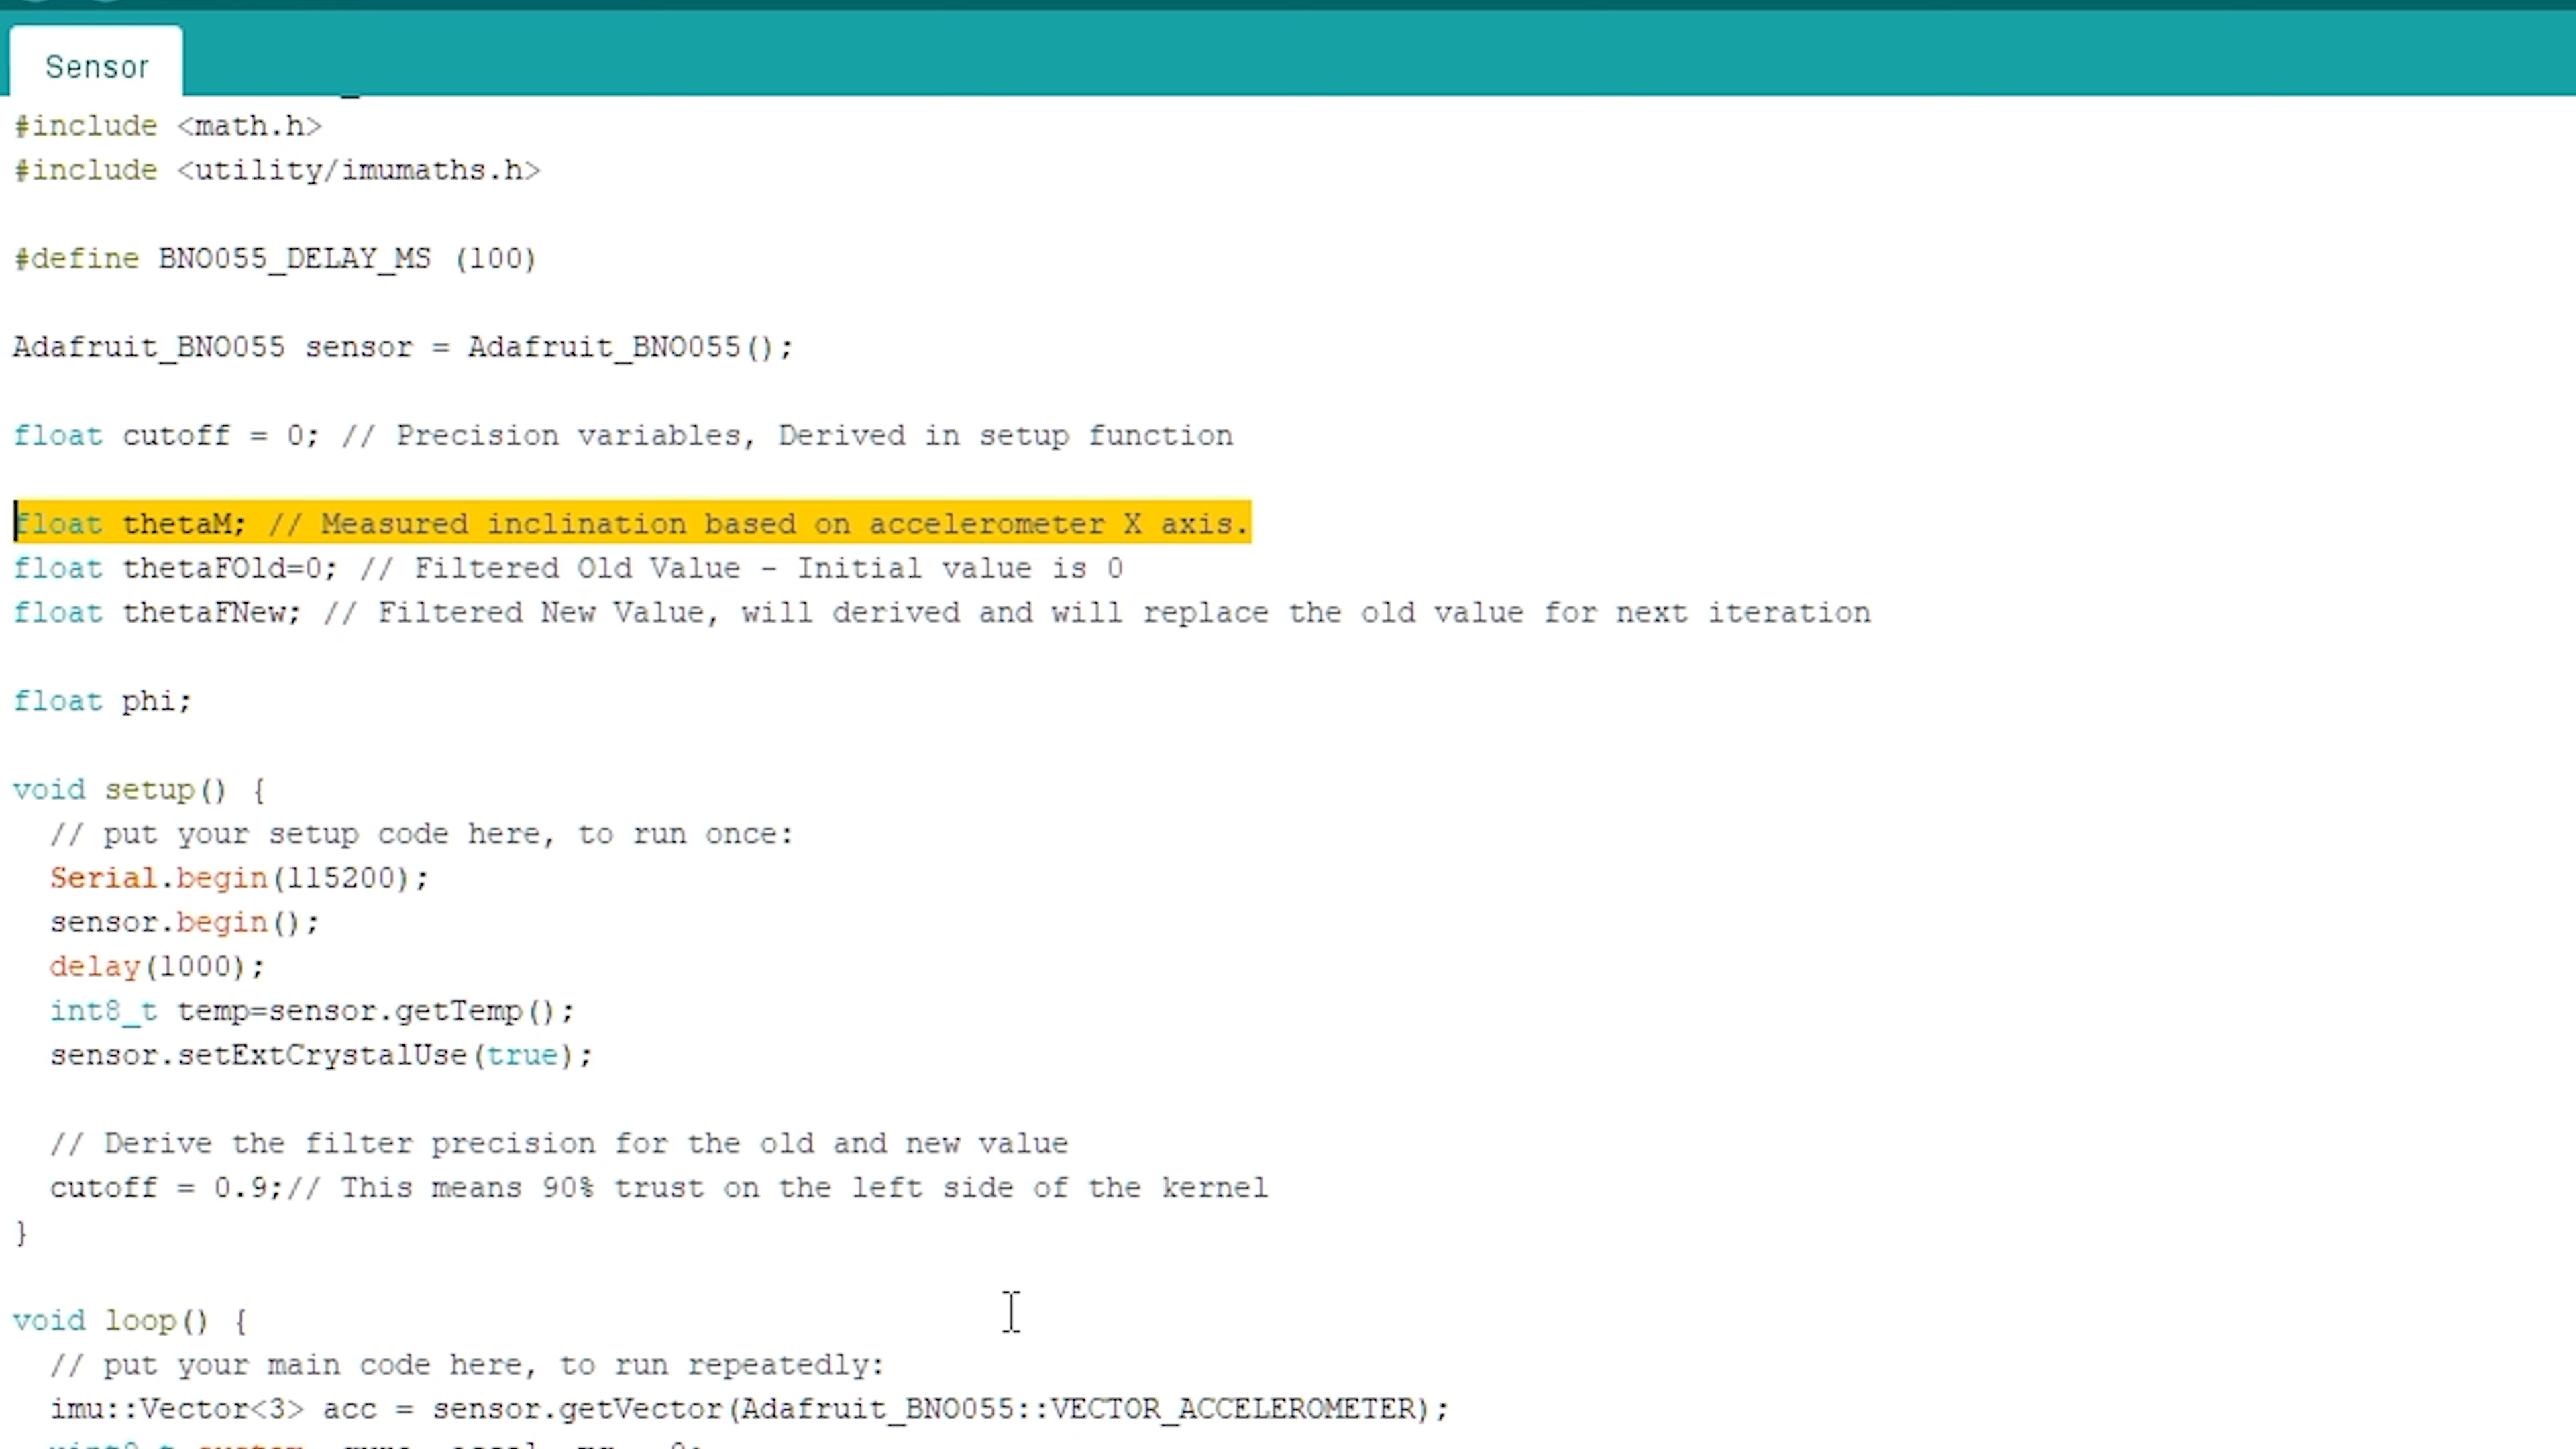 Sensor
#include <math.h>
#include <utility/imumaths.h>
#define BNO055_DELAY_MS (100)
Adafruit_BNO055 sensor = Adafruit_BNO055();
float cutoff = 0; // Precision variables, Derived in setup function
float thetaM; // Measured inclination based on accelerometer X axis.
float thetaFOld=0; // Filtered Old Value - Initial value is 0
float thetaFNew; // Filtered New Value, will derived and will replace the old value for next iteration
float phi;
void setup() {
  // put your setup code here, to run once:
  Serial.begin(115200);
  sensor.begin();
  delay(1000);
  int8_t temp=sensor.getTemp();
  sensor.setExtCrystalUse(true);
  // Derive the filter precision for the old and new value
  cutoff = 0.9;// This means 90% trust on the left side of the kernel
}
void loop() {
  // put your main code here, to run repeatedly:
  imu::Vector<3> acc = sensor.getVector(Adafruit_BNO055::VECTOR_ACCELEROMETER);